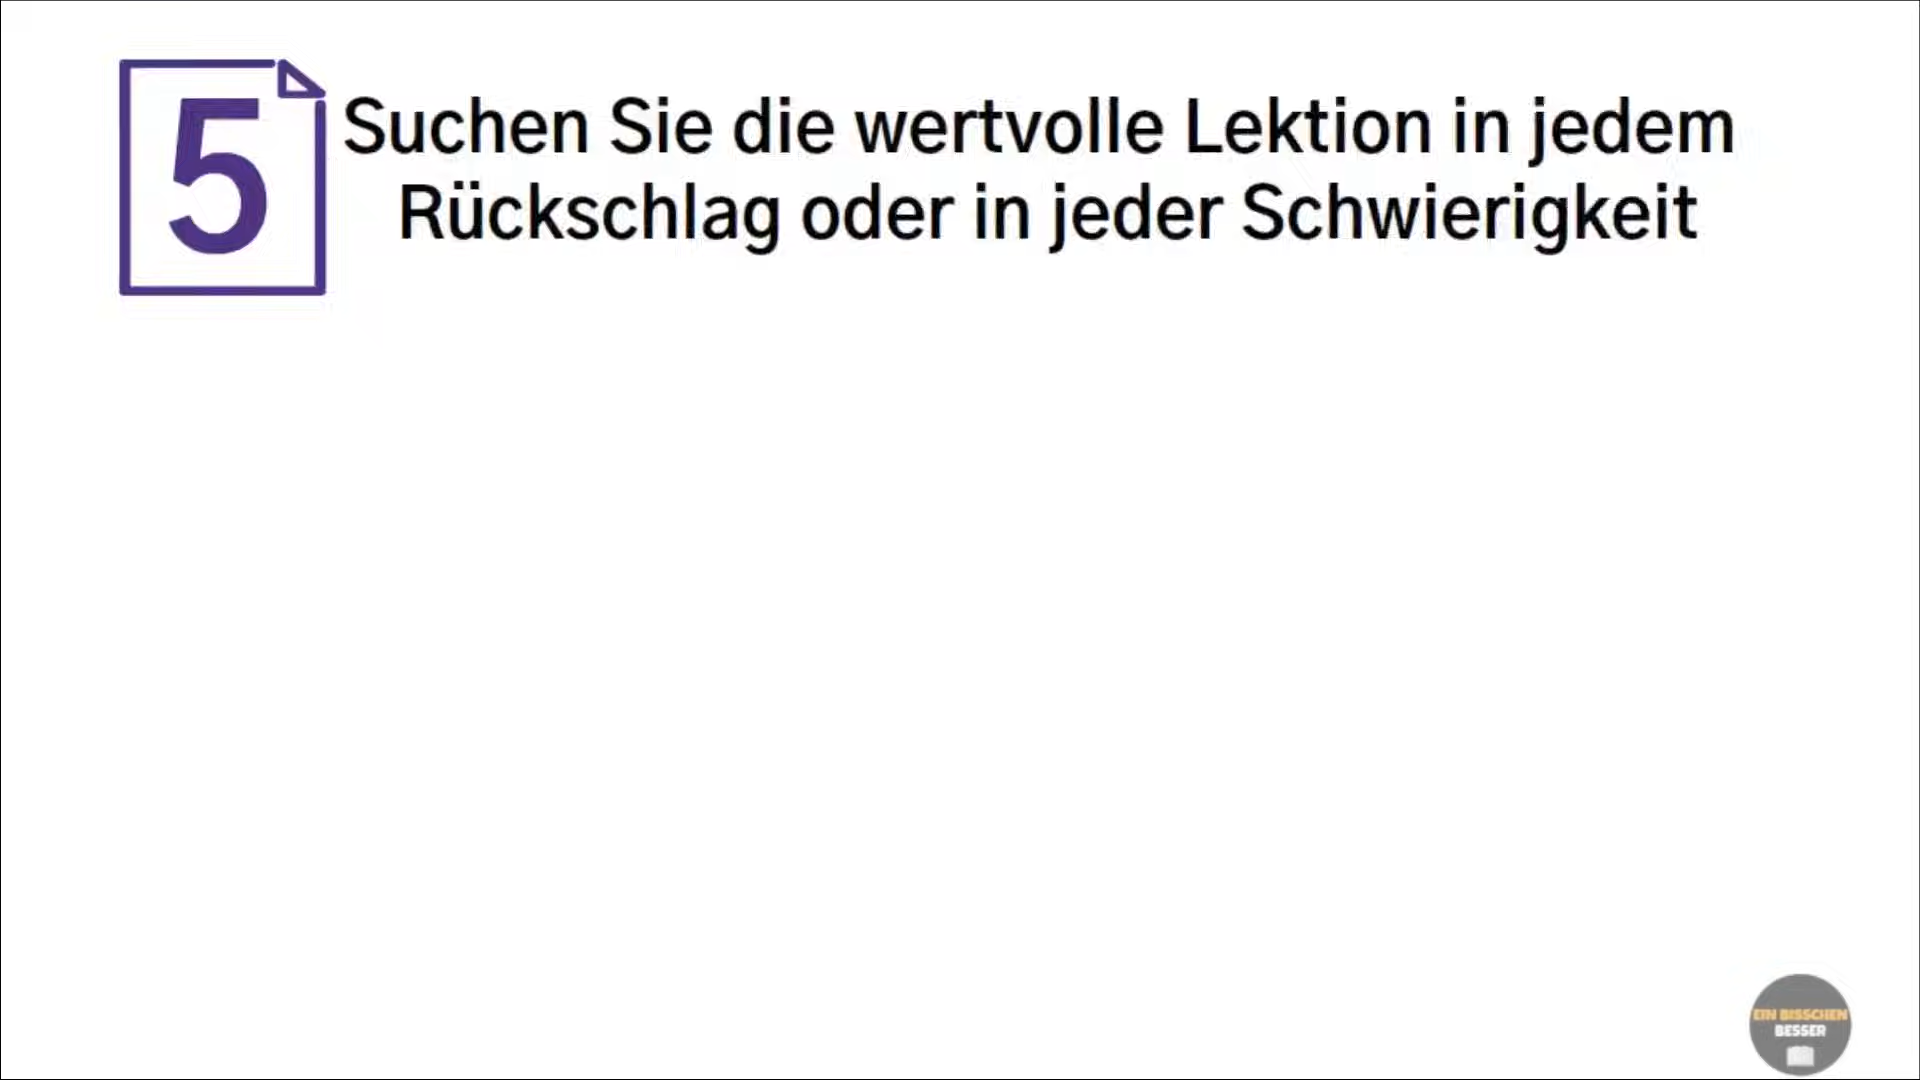 5
Suchen Sie die wertvolle Lektion in jedem
Rückschlag oder in jeder Schwierigkeit
EIN BISSCHEN
BESSER